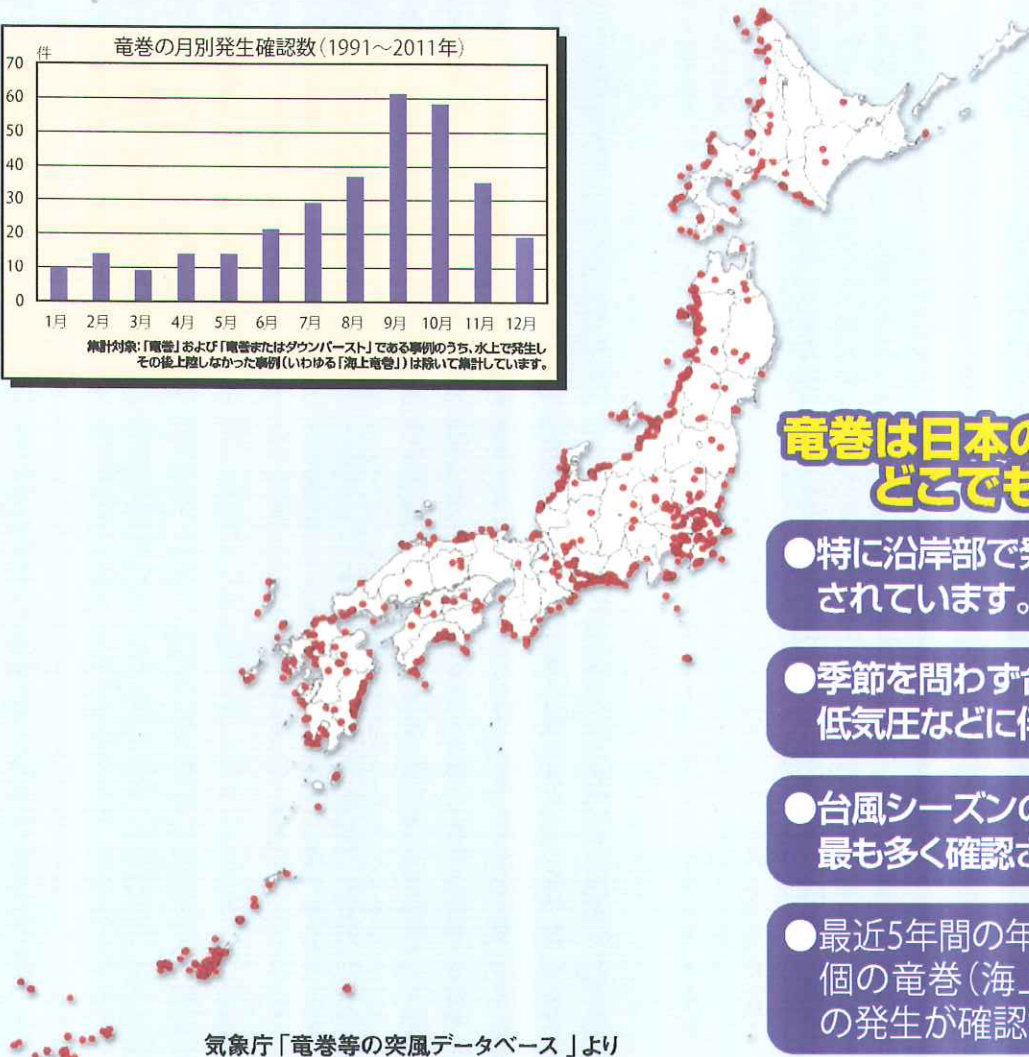 竜巻の月別発生確認数(1991～2011年)
件
70
60
50
40
30
20
10
0
1月 2月 3月 4月 5月 6月 7月 8月 9月 10月 11月 12月
集計対象:「竜巻」および「竜巻またはダウンバースト」である事例のうち、水上で発生し
その後上陸しなかった事例(いわゆる「海上竜巻」)は除いて集計しています。
竜巻は日本の
どこでも
●特に沿岸部で発
されています。
●季節を問わず台
低気圧などに伴
●台風シーズンの
最も多く確認さ
●最近5年間の年
個の竜巻(海上
の発生が確認
気象庁「竜巻等の突風データベース」より